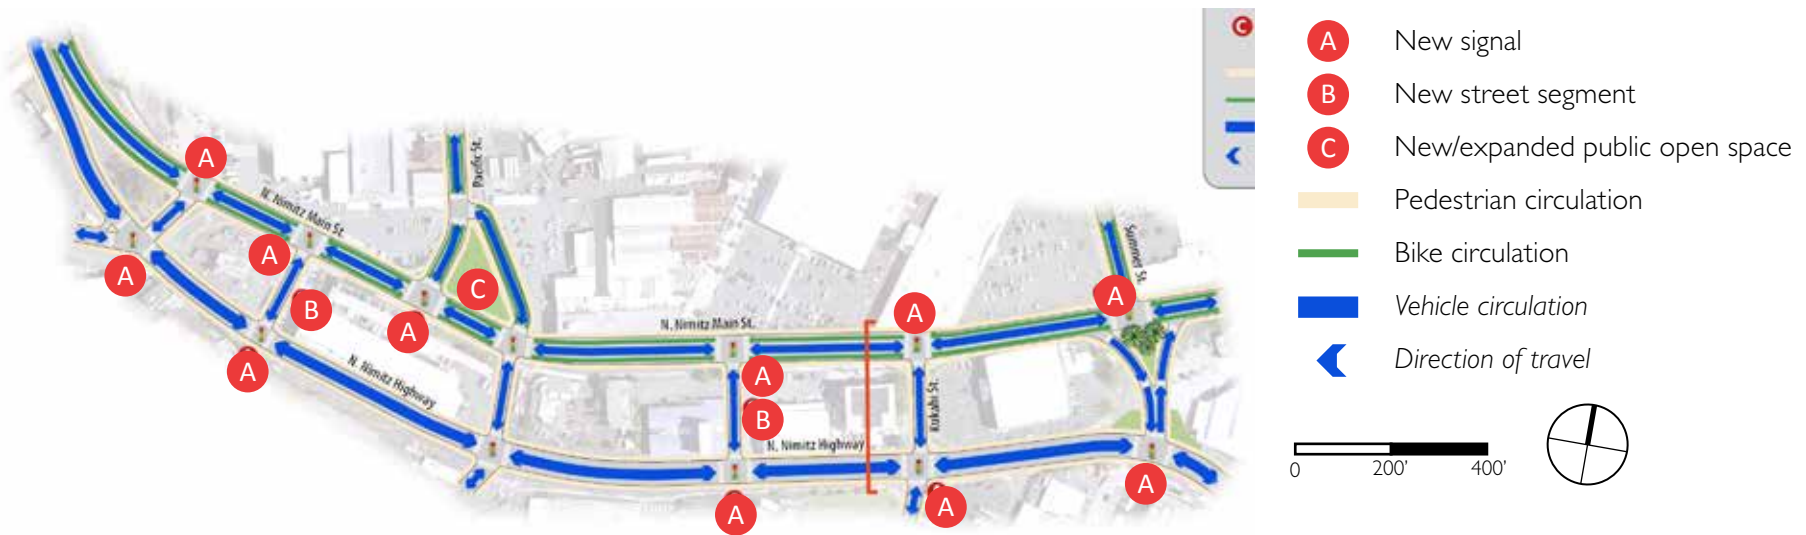 C
A
New signal
B
New street segment
C
New/expanded public open space
Pedestrian circulation
Bike circulation
Vehicle circulation
Direction of travel
0
200'
400'
A
Pacific St.
N. Nimitz Main St.
A
A
C
B
A
A
N. Nimitz Highway
N. Nimitz Main St.
A
Sumner St.
A
A
B
Kukahi St.
N. Nimitz Highway
A
A
A